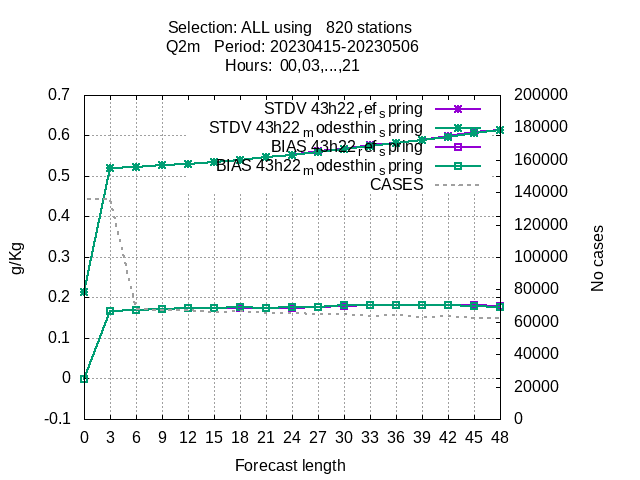 Selection: ALL using 820 stations
Q2m Period: 20230415-20230506
Hours: 00,03,...,21
0.7
0.6
0.5
0.4
0.3
0.2
0.1
0
-0.1
g/Kg
STDV 43h22_ref_spring
STDV 43h22_modesthin_spring
BIAS 43h22_ref_spring
BIAS 43h22_modesthin_spring
CASES
200000
180000
160000
140000
120000
100000
80000
60000
40000
20000
0
No cases
0 3 6 9 12 15 18 21 24 27 30 33 36 39 42 45 48
Forecast length